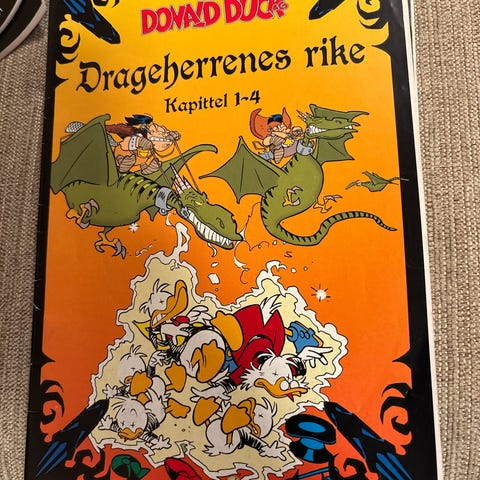 DONALD DUCK
Drageherrenes rike
Kapittel 1-4